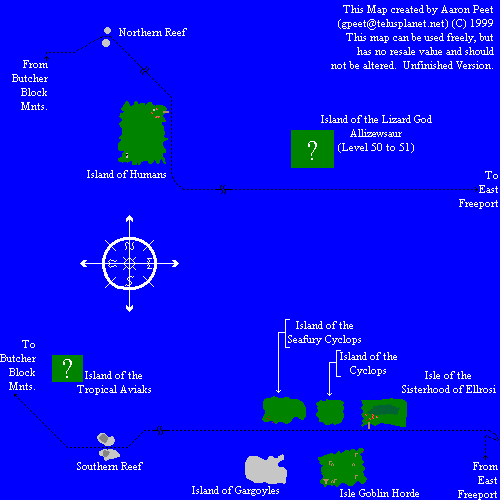 This Map created by Aaron Peet
(gpeet@telusplanet.net) (C) 1999
This map can be used freely, but
has no resale value and should
not be altered.  Unfinished Version.
Northern Reef
From
Butcher
Block
Mnts.
Island of the Lizard God
Allizewsaur
(Level 50 to 51)
?
Island of Humans
To
East
Freeport
N
W
E
S
To
Butcher
Block
Mnts.
?
Island of the
Tropical Aviaks
Island of the
Seafury Cyclops
Island of the
Cyclops
Isle of the
Sisterhood of Ellrosi
Southern Reef
From
East
Freeport
Island of Gargoyles
Isle Goblin Horde